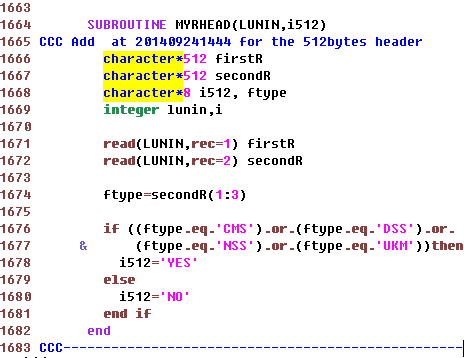 1663
1664       SUBROUTINE MYRHEAD(LUNIN,i512)
1665 CCC Add  at 201409241444 for the 512bytes header
1666         character*512 firstR
1667         character*512 secondR
1668         character*8 i512, ftype
1669         integer lunin,i
1670
1671         read(LUNIN,rec=1) firstR
1672         read(LUNIN,rec=2) secondR
1673
1674         ftype=secondR(1:3)
1675
1676         if ((ftype.eq.'CMS').or.(ftype.eq.'DSS').or.
1677      &      (ftype.eq.'NSS').or.(ftype.eq.'UKM'))then
1678           i512='YES'
1679         else
1680           i512='NO'
1681         end if
1682       end
1683 CCC--------------------------------------------------